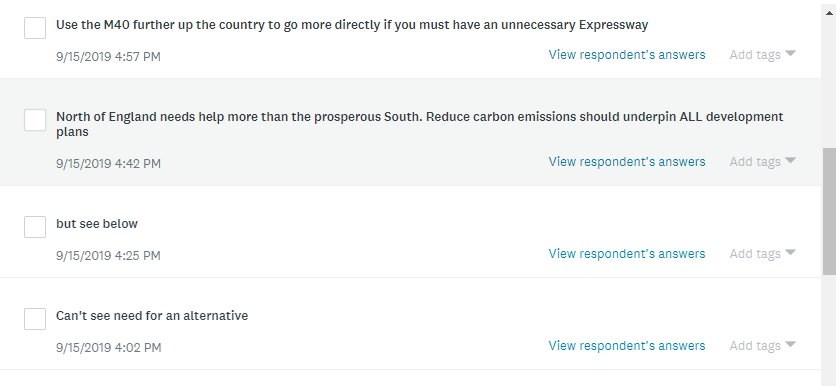 Use the M40 further up the country to go more directly if you must have an unnecessary Expressway
9/15/2019 4:57 PM
View respondent's answers
Add tags
North of England needs help more than the prosperous South. Reduce carbon emissions should underpin ALL development
plans
9/15/2019 4:42 PM
View respondent's answers
Add tags
but see below
9/15/2019 4:25 PM
View respondent's answers
Add tags
Can't see need for an alternative
9/15/2019 4:02 PM
View respondent's answers
Add tags